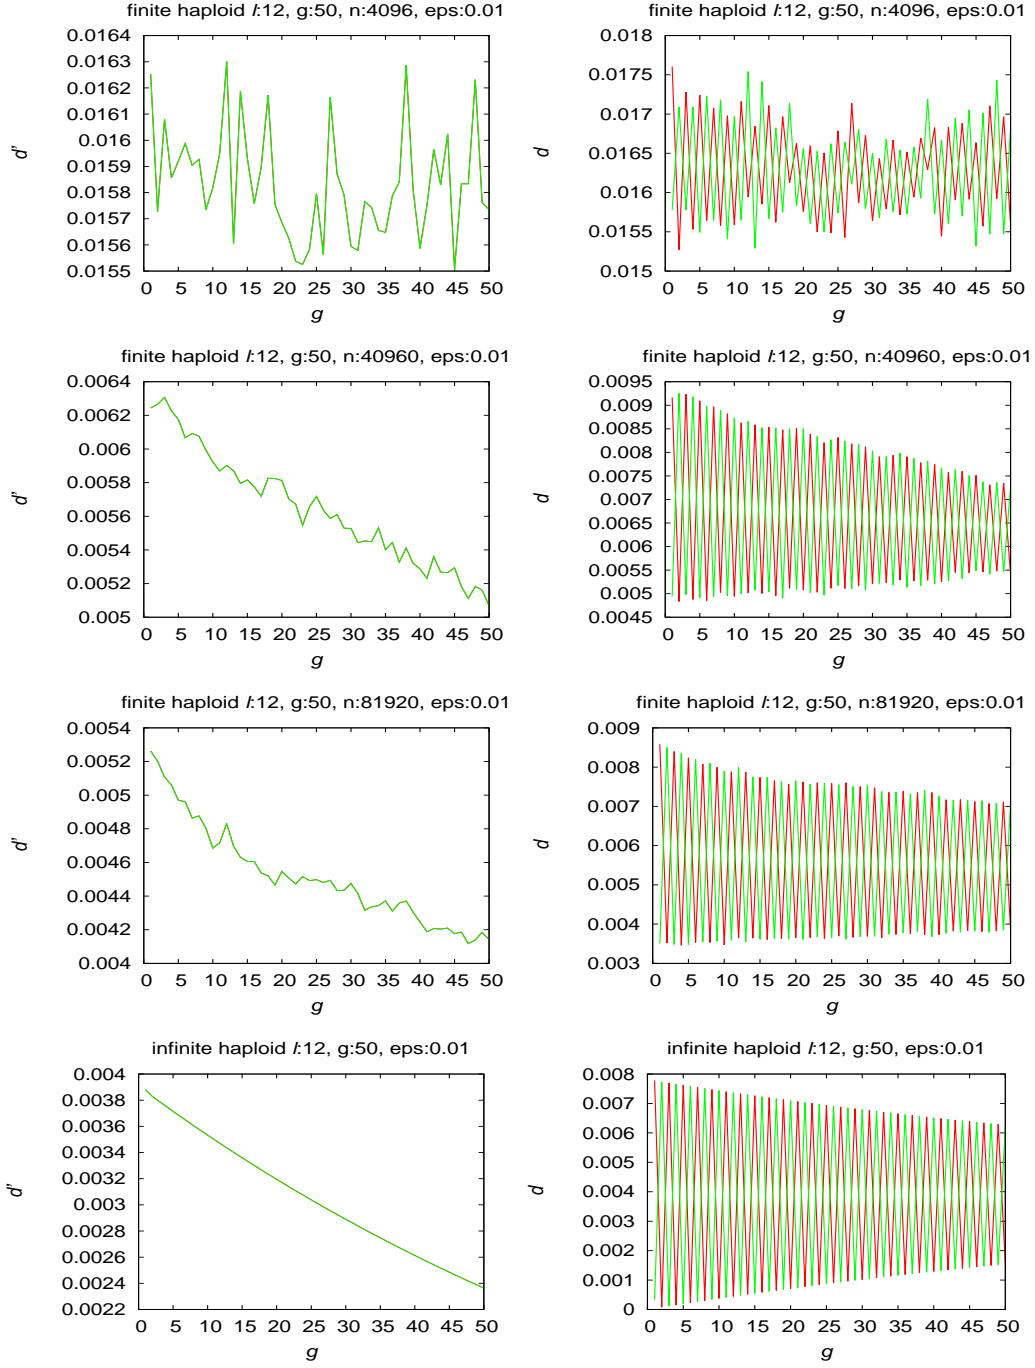 finite haploid l:12, g:50, n:4096, eps:0.01
0.0164
0.0163
0.0162
0.0161
0.016
0.0159
0.0158
0.0157
0.0156
0.0155
d'
0 5 10 15 20 25 30 35 40 45 50
g
finite haploid l:12, g:50, n:4096, eps:0.01
0.018
0.0175
0.017
0.0165
0.016
0.0155
0.015
d
0 5 10 15 20 25 30 35 40 45 50
g
finite haploid l:12, g:50, n:40960, eps:0.01
0.0064
0.0062
0.006
0.0058
0.0056
0.0054
0.0052
0.005
d'
0 5 10 15 20 25 30 35 40 45 50
g
finite haploid l:12, g:50, n:40960, eps:0.01
0.0095
0.009
0.0085
0.008
0.0075
0.007
0.0065
0.006
0.0055
0.005
0.0045
d
0 5 10 15 20 25 30 35 40 45 50
g
finite haploid l:12, g:50, n:81920, eps:0.01
0.0054
0.0052
0.005
0.0048
0.0046
0.0044
0.0042
0.004
d'
0 5 10 15 20 25 30 35 40 45 50
g
finite haploid l:12, g:50, n:81920, eps:0.01
0.009
0.008
0.007
0.006
0.005
0.004
0.003
d
0 5 10 15 20 25 30 35 40 45 50
g
infinite haploid l:12, g:50, eps:0.01
0.004
0.0038
0.0036
0.0034
0.0032
0.003
0.0028
0.0026
0.0024
0.0022
d'
0 5 10 15 20 25 30 35 40 45 50
g
infinite haploid l:12, g:50, eps:0.01
0.008
0.007
0.006
0.005
0.004
0.003
0.002
0.001
0
d
0 5 10 15 20 25 30 35 40 45 50
g